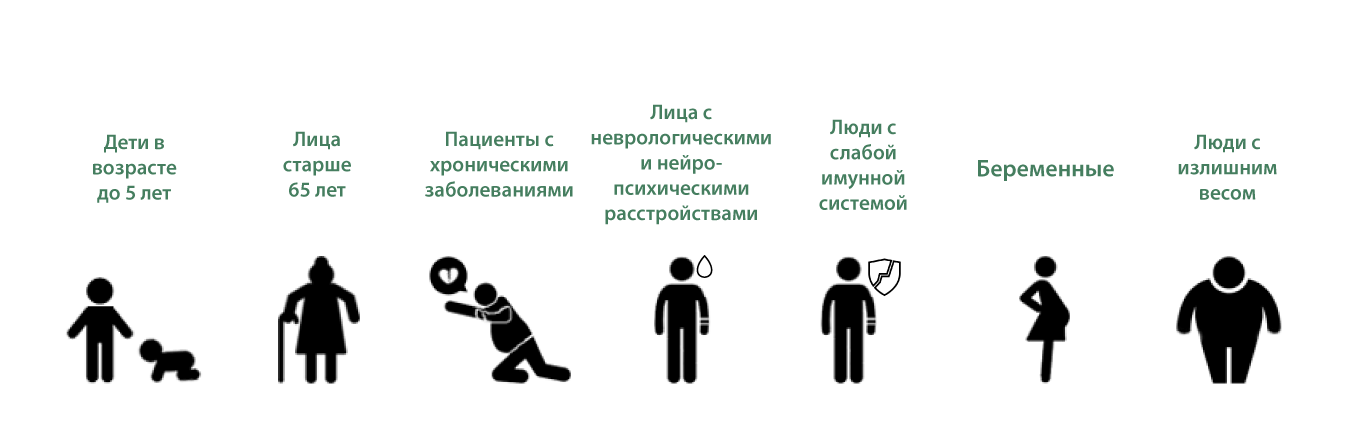 Дети в
возрасте
до 5 лет
Лица
старше
65 лет
Пациенты с
хроническими
заболеваниями
Лица с
неврологическими
и нейро-
психическими
расстройствами
Люди с
слабой
имунной
системой
Беременные
Люди с
излишним
весом